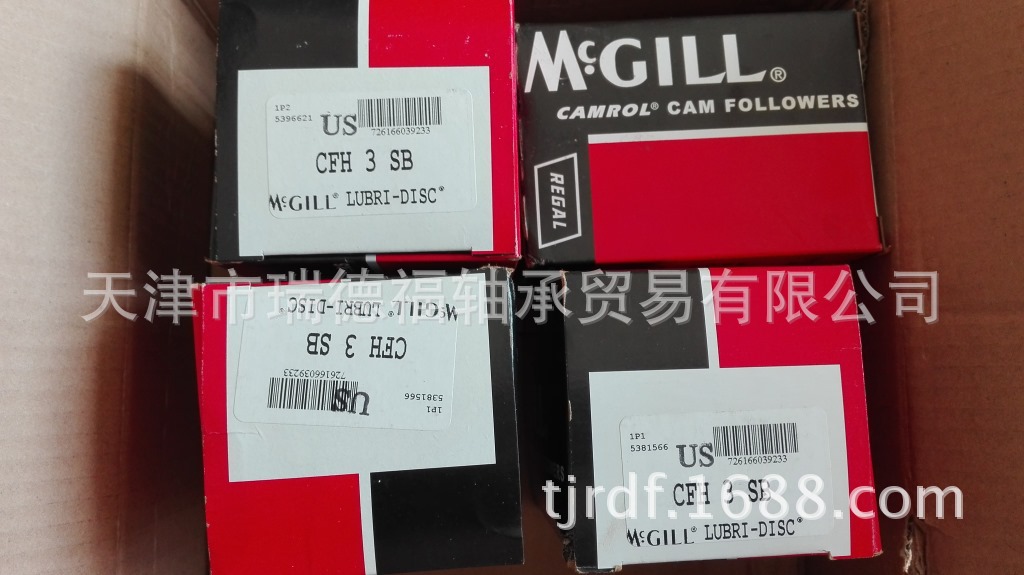 1P2
5396621
US
726166039233
CFH 3 SB
McGILL® LUBRI-DISC®
McGILL®
CAMROL® CAM FOLLOWERS
REGAL
天津市瑞德福轴承贸易有限公司
1P1
5381566
US
726166039233
CFH 3 SB
McGILL® LUBRI-DISC
1P1
5381566
US
726166039233
CFH 3 SB
McGILL® LUBRI-DISC®
tjrdf.1688.com